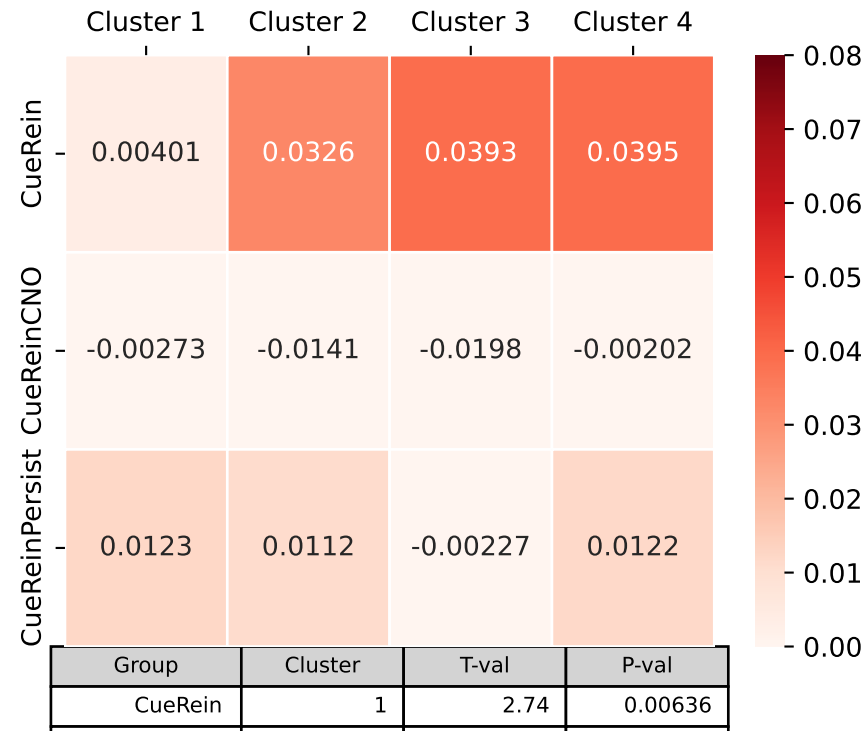 Cluster 1 Cluster 2 Cluster 3 Cluster 4
CueRein 0.00401 0.0326 0.0393 0.0395
CueReinCNO -0.00273 -0.0141 -0.0198 -0.00202
CueReinPersist 0.0123 0.0112 -0.00227 0.0122
0.08
0.07
0.06
0.05
0.04
0.03
0.02
0.01
0.00
Group Cluster T-val P-val
CueRein 1 2.74 0.00636